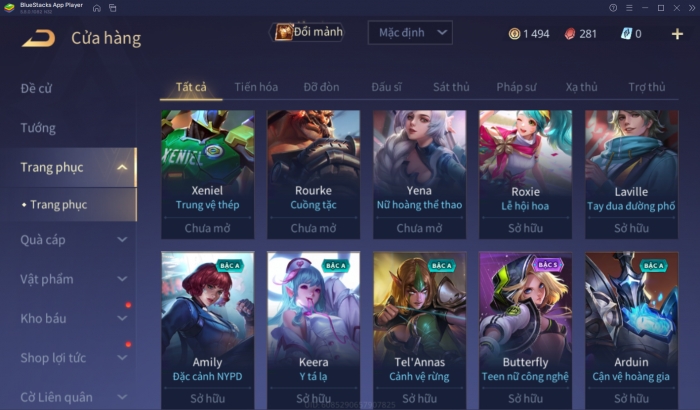 BlueStacks App Player
Cửa hàng
Đổi mảnh
Mặc định
1 494
281
0
Đề cử
Tướng
Trang phục
• Trang phục
Quà cáp
Vật phẩm
Kho báu
Shop lợi tức
Cờ Liên quân
Tất cả
Tiến hóa
Đỡ đòn
Đấu sĩ
Sát thủ
Pháp sư
Xạ thủ
Trợ thủ
XENIEL
Xeniel
Trung vệ thép
Chưa mở
Rourke
Cuồng tặc
Chưa mở
Yena
Nữ hoàng thể thao
Chưa mở
Roxie
Lễ hội hoa
Sở hữu
Laville
Tay đua đường phố
Sở hữu
BẬC A
Amily
Đặc cảnh NYPD
Sở hữu
BẬC A
Keera
Y tá lạ
Sở hữu
BẬC A
Tel'Annas
Cảnh vệ rừng
Sở hữu
BẬC S
Butterfly
Teen nữ công nghệ
Sở hữu
BẬC A
Arduin
Cận vệ hoàng gia
Sở hữu